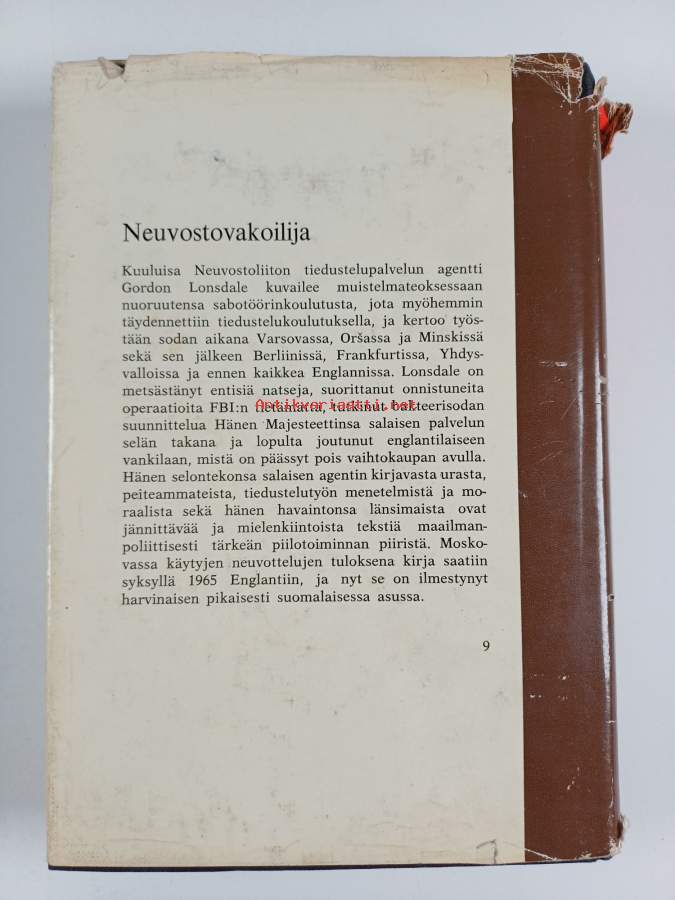 Neuvostovakoilija
Kuuluisa Neuvostoliiton tiedustelupalvelun agentti
Gordon Lonsdale kuvailee muistelmateoksessaan
nuoruutensa sabotöörinkoulutusta, jota myöhemmin
täydennettiin tiedustelukoulutuksella, ja kertoo työs-
tään sodan aikana Varsovassa, Oršassa ja Minskissä
sekä sen jälkeen Berliinissä, Frankfurtissa, Yhdys-
valloissa ja ennen kaikkea Englannissa. Lonsdale on
metsästänyt entisiä natseja, suorittanut onnistuneita
operaatioita FBI:n tietämättä, tutkinut bakteerisodan
Antikvariaatti.net
suunnittelua Hänen Majesteettinsa salaisen palvelun
selän takana ja lopulta joutunut englantilaiseen
vankilaan, mistä on päässyt pois vaihtokaupan avulla.
Hänen selontekonsa salaisen agentin kirjavasta urasta,
peiteammateista, tiedustelutyön menetelmistä ja mo-
raalista sekä hänen havaintonsa länsimaista ovat
jännittävää ja mielenkiintoista tekstiä maailman-
poliittisesti tärkeän piilotoiminnan piiristä. Mosko-
vassa käytyjen neuvottelujen tuloksena kirja saatiin
syksyllä 1965 Englantiin, ja nyt se on ilmestynyt
harvinaisen pikaisesti suomalaisessa asussa.
9